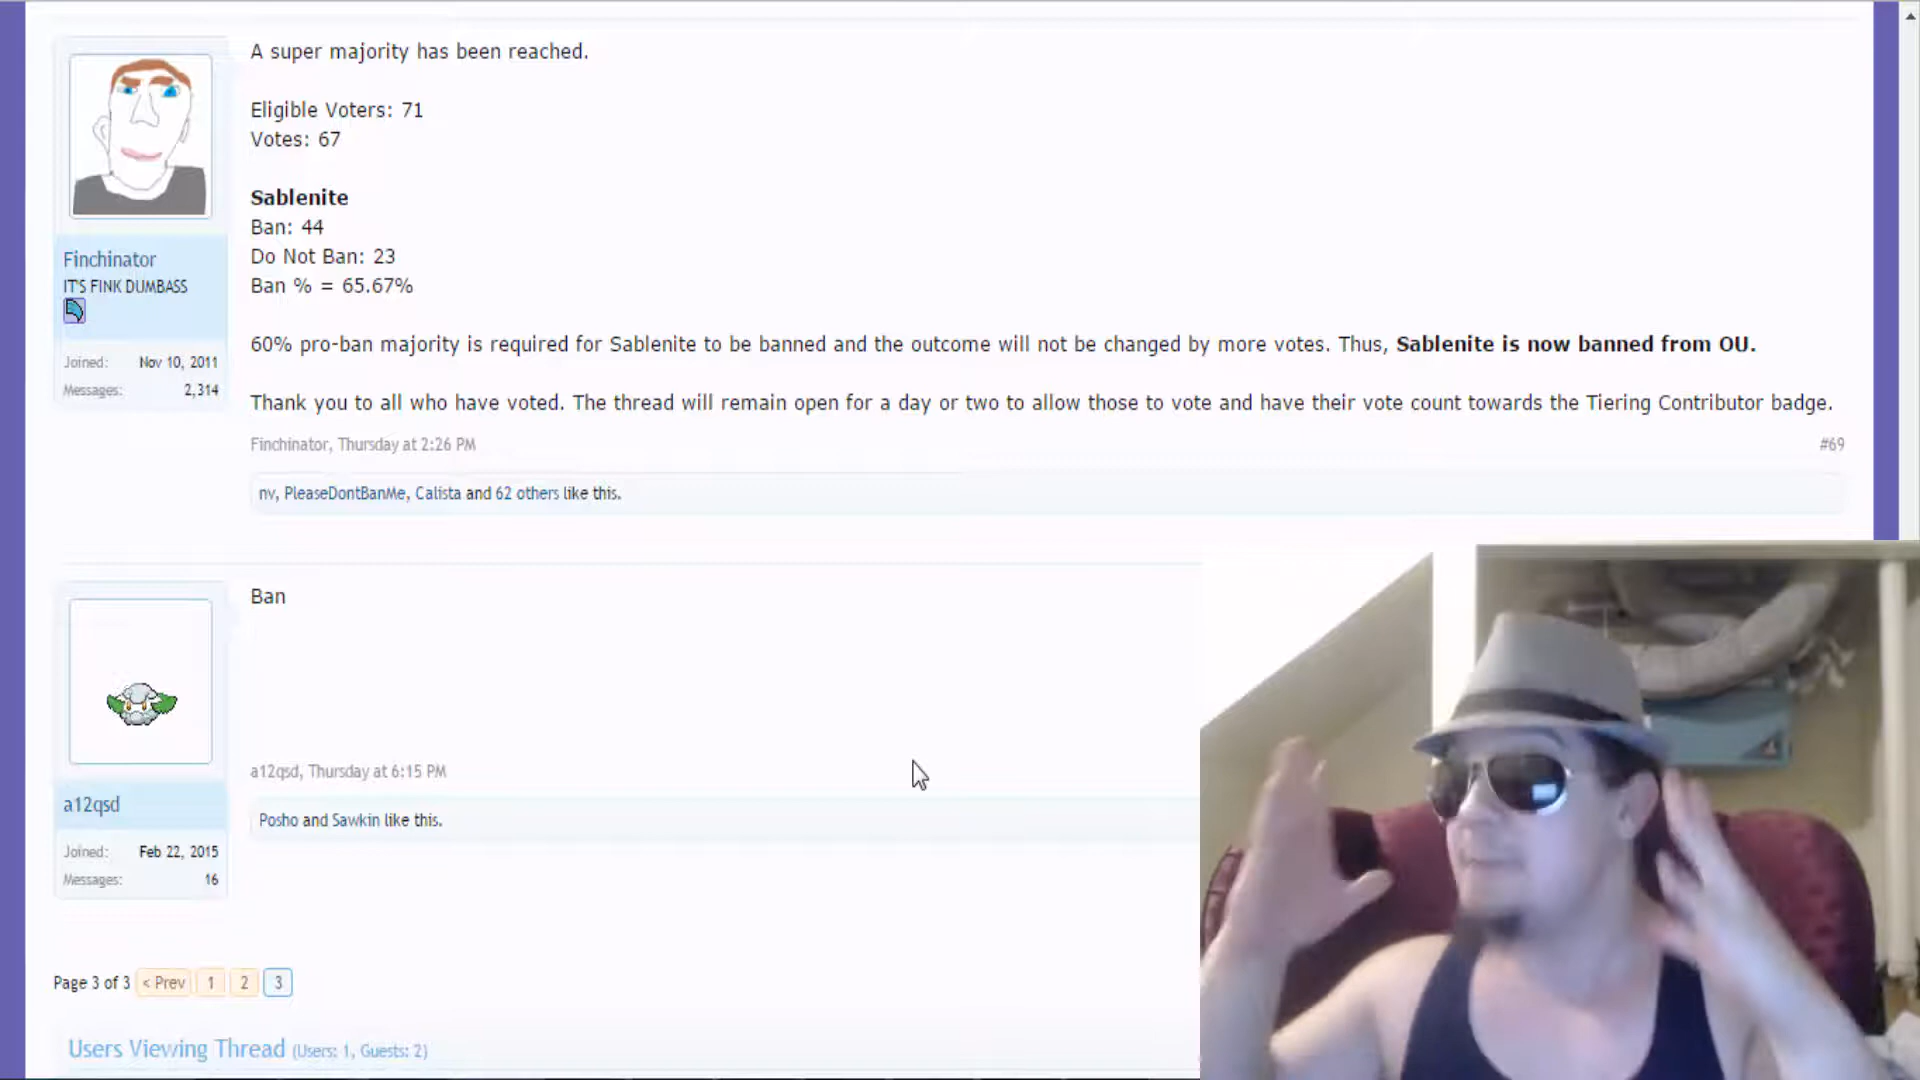 A super majority has been reached.
Eligible Voters: 71
Votes: 67
Sablenite
Ban: 44
Do Not Ban: 23
Ban % = 65.67%
60% pro-ban majority is required for Sablenite to be banned and the outcome will not be changed by more votes. Thus, Sablenite is now banned from OU.
Thank you to all who have voted. The thread will remain open for a day or two to allow those to vote and have their vote count towards the Tiering Contributor badge.
Finchinator, Thursday at 2:26 PM #69
nv, PleaseDontBanMe, Calista and 62 others like this.
Finchinator
IT'S FINK DUMBASS
Joined: Nov 10, 2011
Messages: 2,314
Ban
a12qsd, Thursday at 6:15 PM
Posho and Sawkin like this.
a12qsd
Joined: Feb 22, 2015
Messages: 16
Page 3 of 3 < Prev 1 2 3
Users Viewing Thread (Users: 1, Guests: 2)